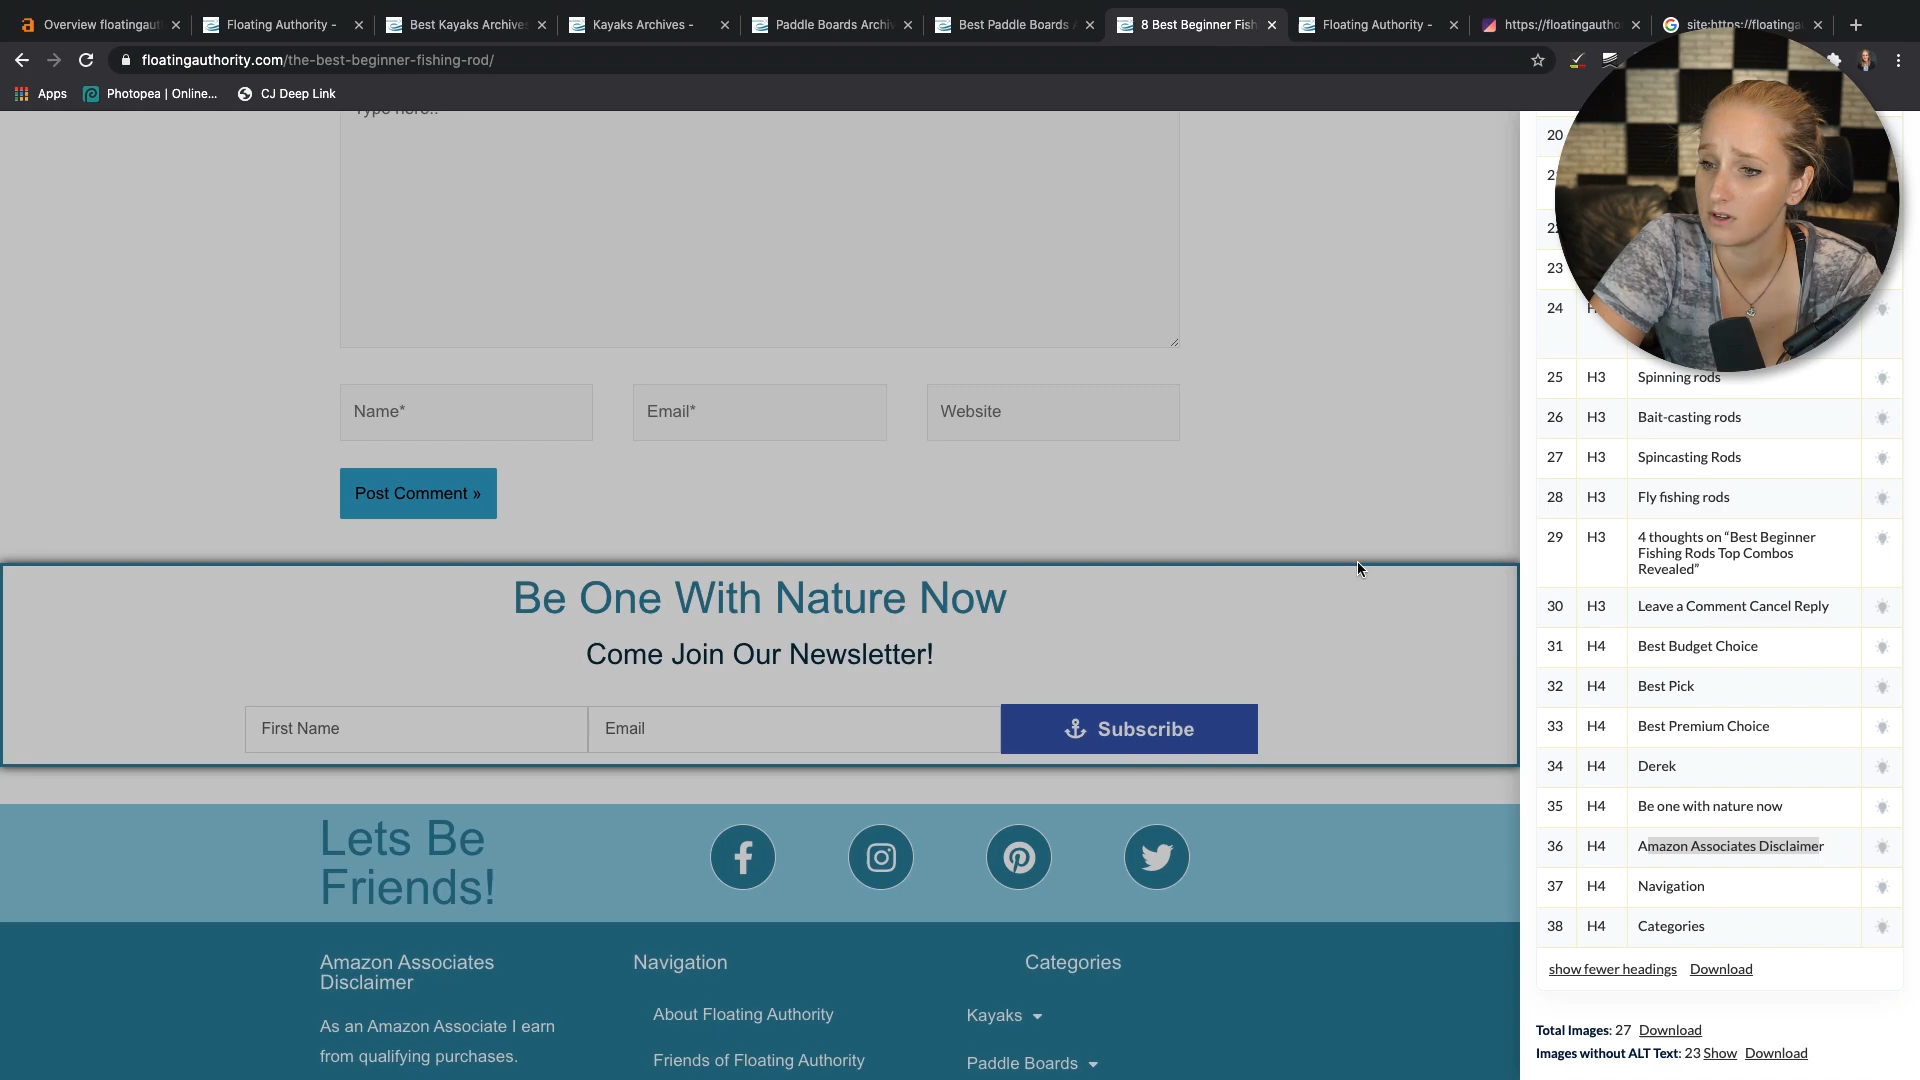 Overview floatingaut
Floating Authority -
Best Kayaks Archives
Kayaks Archives -
Paddle Boards Archiv
Best Paddle Boards A
8 Best Beginner Fish
Floating Authority -
https://floatingautho
site:https://floatinga
floatingauthority.com/the-best-beginner-fishing-rod/
Apps
Photopea | Online...
CJ Deep Link
Type here..
Name*
Email*
Website
Post Comment »
Be One With Nature Now
Come Join Our Newsletter!
First Name
Email
Subscribe
Lets Be
Friends!
Amazon Associates
Disclaimer
As an Amazon Associate I earn
from qualifying purchases.
Navigation
About Floating Authority
Friends of Floating Authority
Categories
Kayaks
Paddle Boards
20
22
23
24
25 H3 Spinning rods
26 H3 Bait-casting rods
27 H3 Spincasting Rods
28 H3 Fly fishing rods
29 H3 4 thoughts on “Best Beginner
Fishing Rods Top Combos
Revealed”
30 H3 Leave a Comment Cancel Reply
31 H4 Best Budget Choice
32 H4 Best Pick
33 H4 Best Premium Choice
34 H4 Derek
35 H4 Be one with nature now
36 H4 Amazon Associates Disclaimer
37 H4 Navigation
38 H4 Categories
show fewer headings Download
Total Images: 27 Download
Images without ALT Text: 23 Show Download